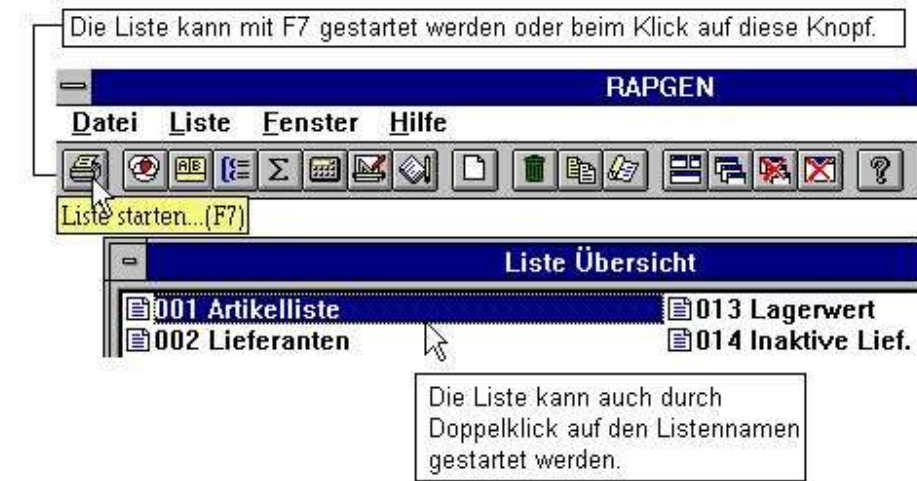 Die Liste kann mit F7 gestartet werden oder beim Klick auf diese Knopf.
RAPGEN
Datei Liste Fenster Hilfe
Liste starten...(F7)
Liste Übersicht
001 Artikelliste 013 Lagerwert
002 Lieferanten 014 Inaktive Lief.
Die Liste kann auch durch
Doppelklick auf den Listennamen
gestartet werden.